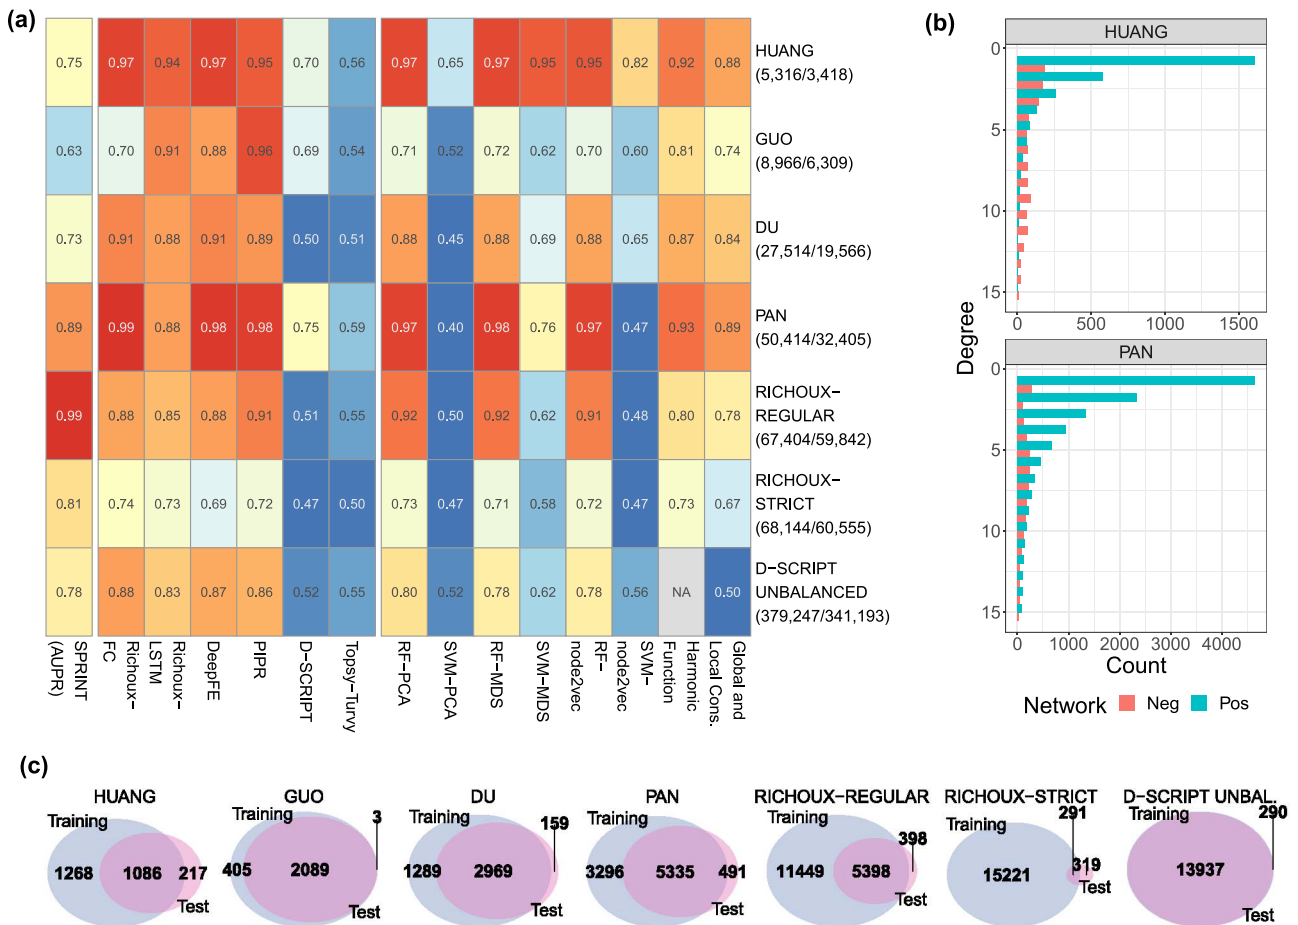 (a)
0.75 0.97 0.94 0.97 0.95 0.70 0.56 0.97 0.65 0.97 0.95 0.95 0.82 0.92 0.88
HUANG
(5,316/3,418)
0.63 0.70 0.91 0.88 0.96 0.69 0.54 0.71 0.52 0.72 0.62 0.70 0.60 0.81 0.74
GUO
(8,966/6,309)
0.73 0.91 0.88 0.91 0.89 0.50 0.51 0.88 0.45 0.88 0.69 0.88 0.65 0.87 0.84
DU
(27,514/19,566)
0.89 0.99 0.88 0.98 0.98 0.75 0.59 0.97 0.40 0.98 0.76 0.97 0.47 0.93 0.89
PAN
(50,414/32,405)
0.99 0.88 0.85 0.88 0.91 0.51 0.55 0.92 0.50 0.92 0.62 0.91 0.48 0.80 0.78
RICHOUX−
REGULAR
(67,404/59,842)
0.81 0.74 0.73 0.69 0.72 0.47 0.50 0.73 0.47 0.71 0.58 0.72 0.47 0.73 0.67
RICHOUX−
STRICT
(68,144/60,555)
0.78 0.88 0.83 0.87 0.86 0.52 0.55 0.80 0.52 0.78 0.62 0.78 0.56 NA 0.50
D−SCRIPT
UNBALANCED
(379,247/341,193)
SPRINT
(AUPR)
Richoux−
FC
Richoux−
LSTM
DeepFE
PIPR
D−SCRIPT
Topsy−Turvy
RF−PCA
SVM−PCA
RF−MDS
SVM−MDS
RF−
node2vec
SVM−
node2vec
Harmonic
Function
Global and
Local Cons.
(b)
HUANG
0
5
10
15
0 500 1000 1500
PAN
0
5
10
15
0 1000 2000 3000 4000
Degree
Count
Network Neg Pos
(c)
HUANG
Training
1268 1086 217
Test
GUO
Training
3
405 2089
Test
DU
Training
159
1289 2969
Test
PAN
Training
3296 5335 491
Test
RICHOUX−REGULAR
Training
398
11449 5398
Test
RICHOUX−STRICT
Training
291
15221
319
Test
D−SCRIPT UNBAL.
Training
290
13937
Test